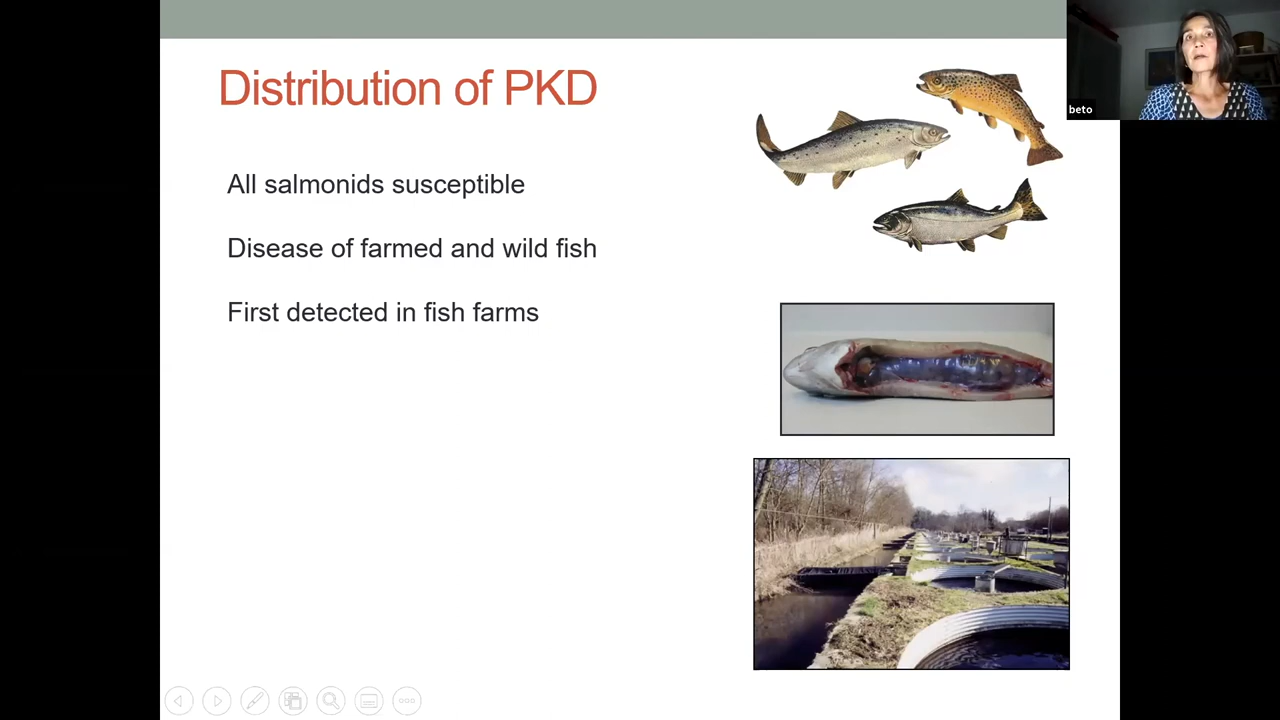 Distribution of PKD
beto
All salmonids susceptible
Disease of farmed and wild fish
First detected in fish farms